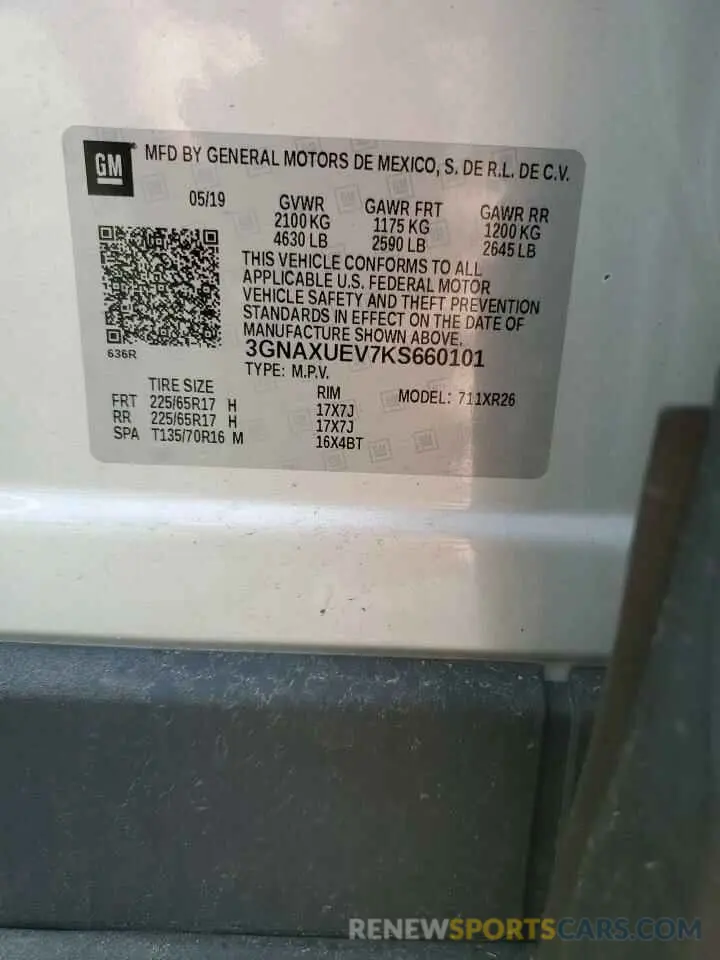 GM MFD BY GENERAL MOTORS DE MEXICO, S. DE R.L. DE C.V.
05/19 GVWR GAWR FRT GAWR RR
2100 KG 1175 KG 1200 KG
4630 LB 2590 LB 2645 LB
THIS VEHICLE CONFORMS TO ALL
APPLICABLE U.S. FEDERAL MOTOR
VEHICLE SAFETY AND THEFT PREVENTION
STANDARDS IN EFFECT ON THE DATE OF
MANUFACTURE SHOWN ABOVE.
636R 3GNAXUEV7KS660101
TYPE: M.P.V.
TIRE SIZE RIM MODEL: 711XR26
FRT 225/65R17 H 17X7J
RR 225/65R17 H 17X7J
SPA T135/70R16 M 16X4BT
RENEWSPORTSCARS.COM